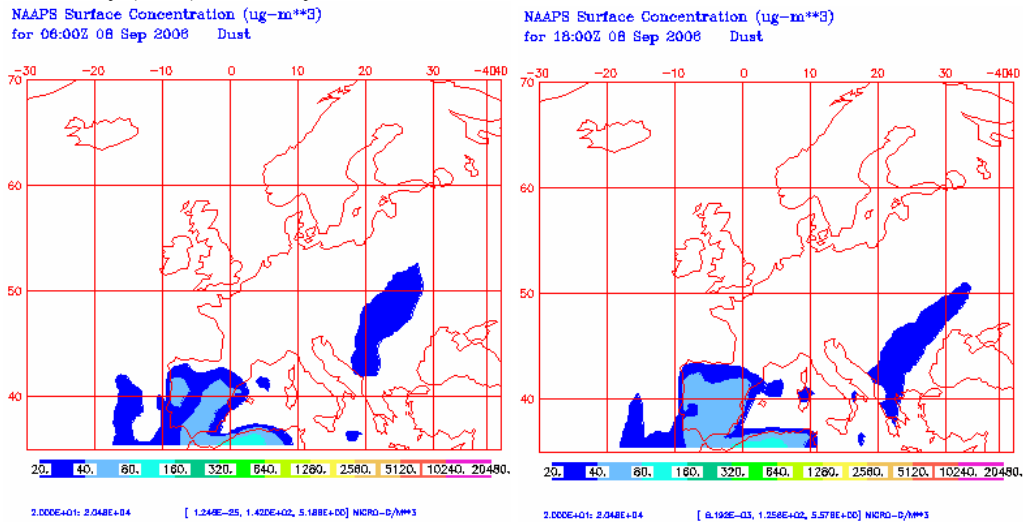 NAAPS Surface Concentration (ug-m**3)
for 06:00Z 08 Sep 2006 Dust
-30 -20 -10 0 10 20 30 -4040
70
60
50
40
20. 40. 80. 160. 320. 640. 1280. 2560. 5120. 10240. 20480.
2.000E+01: 2.048E+04 [ 1.248E-25, 1.420E+02, 5.188E+00] MICRO-G/M**3
NAAPS Surface Concentration (ug-m**3)
for 18:00Z 08 Sep 2006 Dust
-30 -20 -10 0 10 20 30 -4040
70
60
50
40
20. 40. 80. 160. 320. 640. 1280. 2560. 5120. 10240. 20480.
2.000E+01: 2.048E+04 [ 6.192E-03, 1.256E+02, 5.576E+00] MICRO-G/M**3